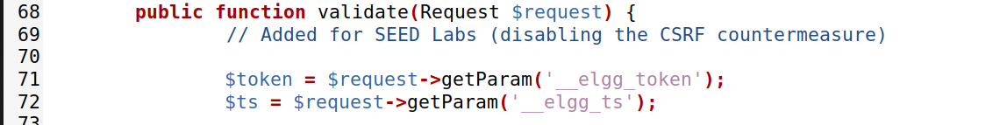 68 public function validate(Request $request) {
69 // Added for SEED Labs (disabling the CSRF countermeasure)
70
71 $token = $request->getParam('__elgg_token');
72 $ts = $request->getParam('__elgg_ts');
73